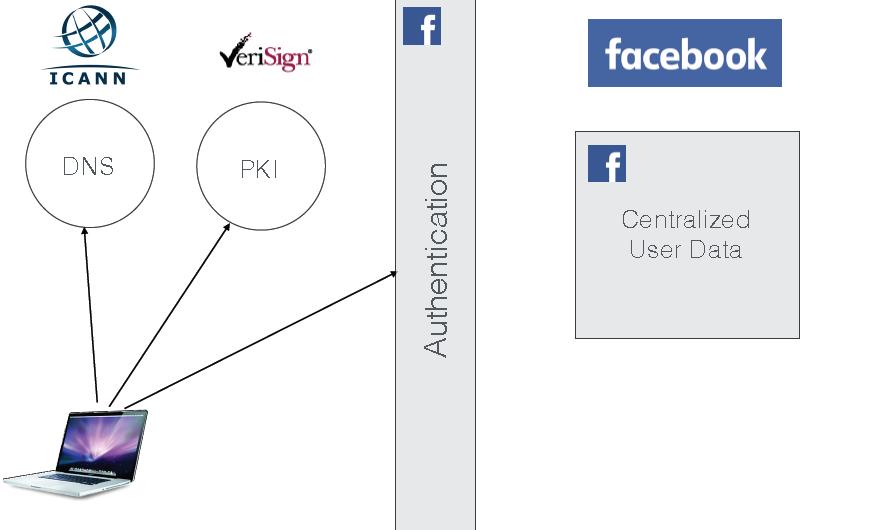 ICANN
VeriSign®
f
facebook
DNS
PKI
Authentication
f
Centralized
User Data